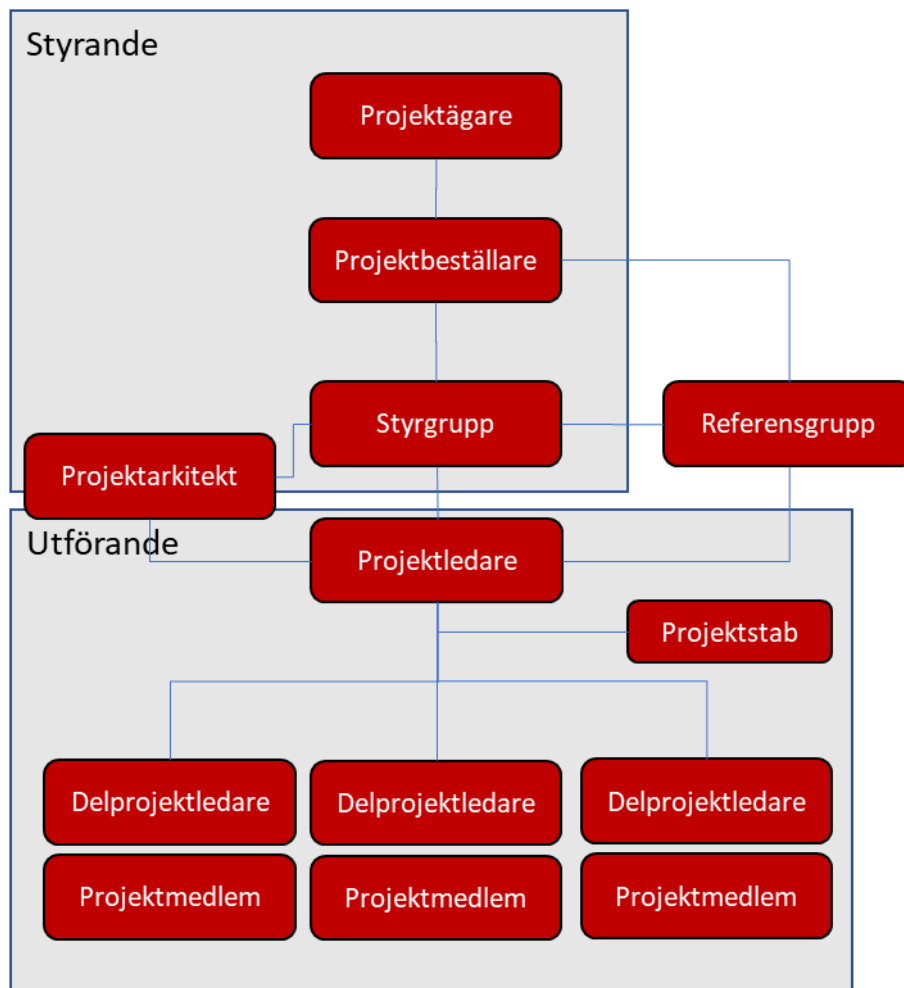 Styrande
Projektägare
Projektbeställare
Styrgrupp
Referensgrupp
Projektarkitekt
Utförande
Projektledare
Projektstab
Delprojektledare
Delprojektledare
Delprojektledare
Projektmedlem
Projektmedlem
Projektmedlem